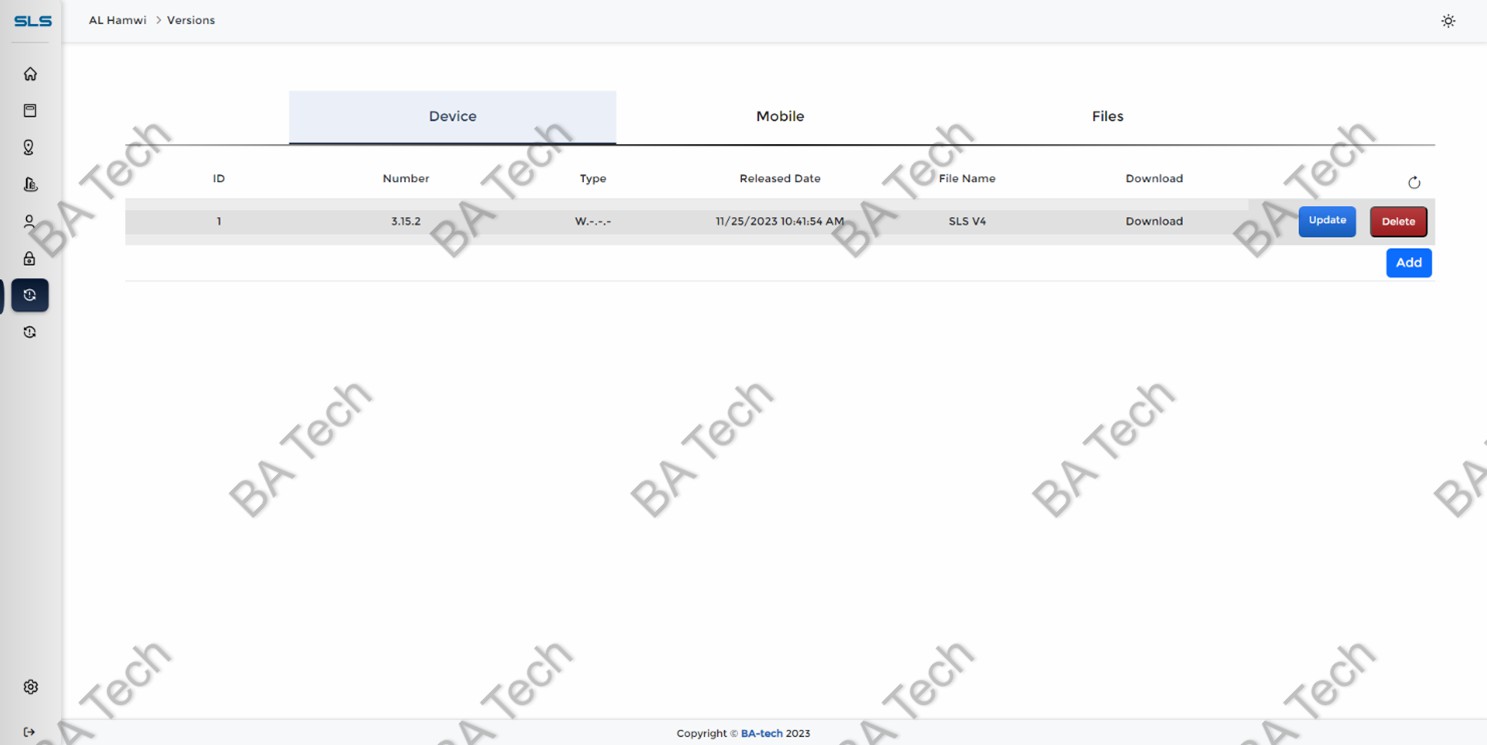 SLS
AL Hamwi > Versions
Device Mobile Files
ID Number Type Released Date File Name Download
1 3.15.2 W.-.-.- 11/25/2023 10:41:54 AM SLS V4 Download Update Delete
Add
BA Tech BA Tech BA Tech BA Tech
BA Tech BA Tech BA Tech BA
BA Tech BA Tech BA Tech BA Tech
Copyright © BA-tech 2023